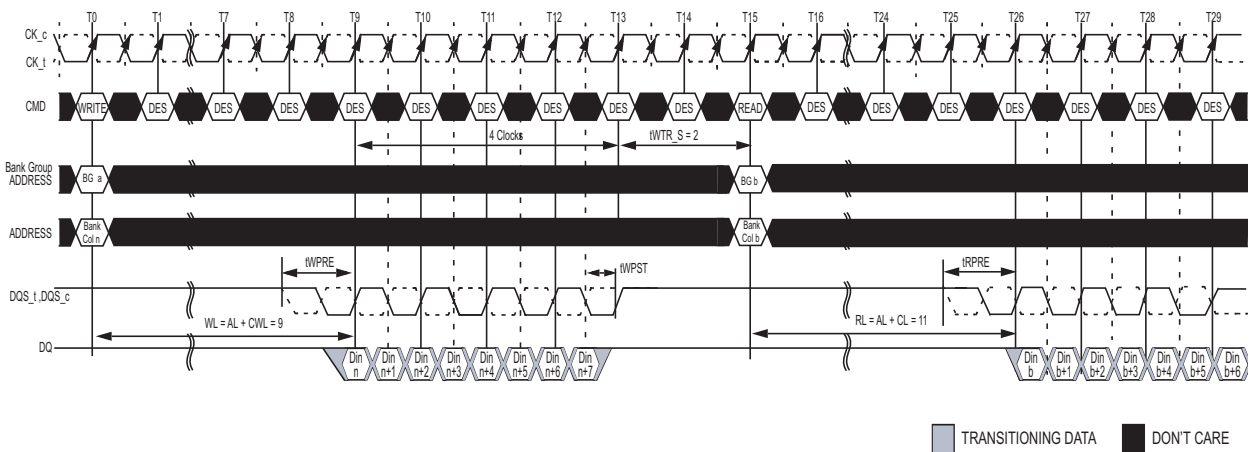 T0 T1 T7 T8 T9 T10 T11 T12 T13 T14 T15 T16 T24 T25 T26 T27 T28 T29
CK_c
CK_t
CMD WRITE DES DES DES DES DES DES DES DES DES READ DES DES DES DES DES DES DES
4 Clocks tWTR_S = 2
Bank Group
ADDRESS BG a BG b
ADDRESS Bank Col n Bank Col b
tWPRE tWPST tRPRE
DQS_t ,DQS_c
WL = AL + CWL = 9 RL = AL + CL = 11
DQ Din n Din n+1 Din n+2 Din n+3 Din n+4 Din n+5 Din n+6 Din n+7 Din b Din b+1 Din b+2 Din b+3 Din b+4 Din b+5 Din b+6
TRANSITIONING DATA DON'T CARE